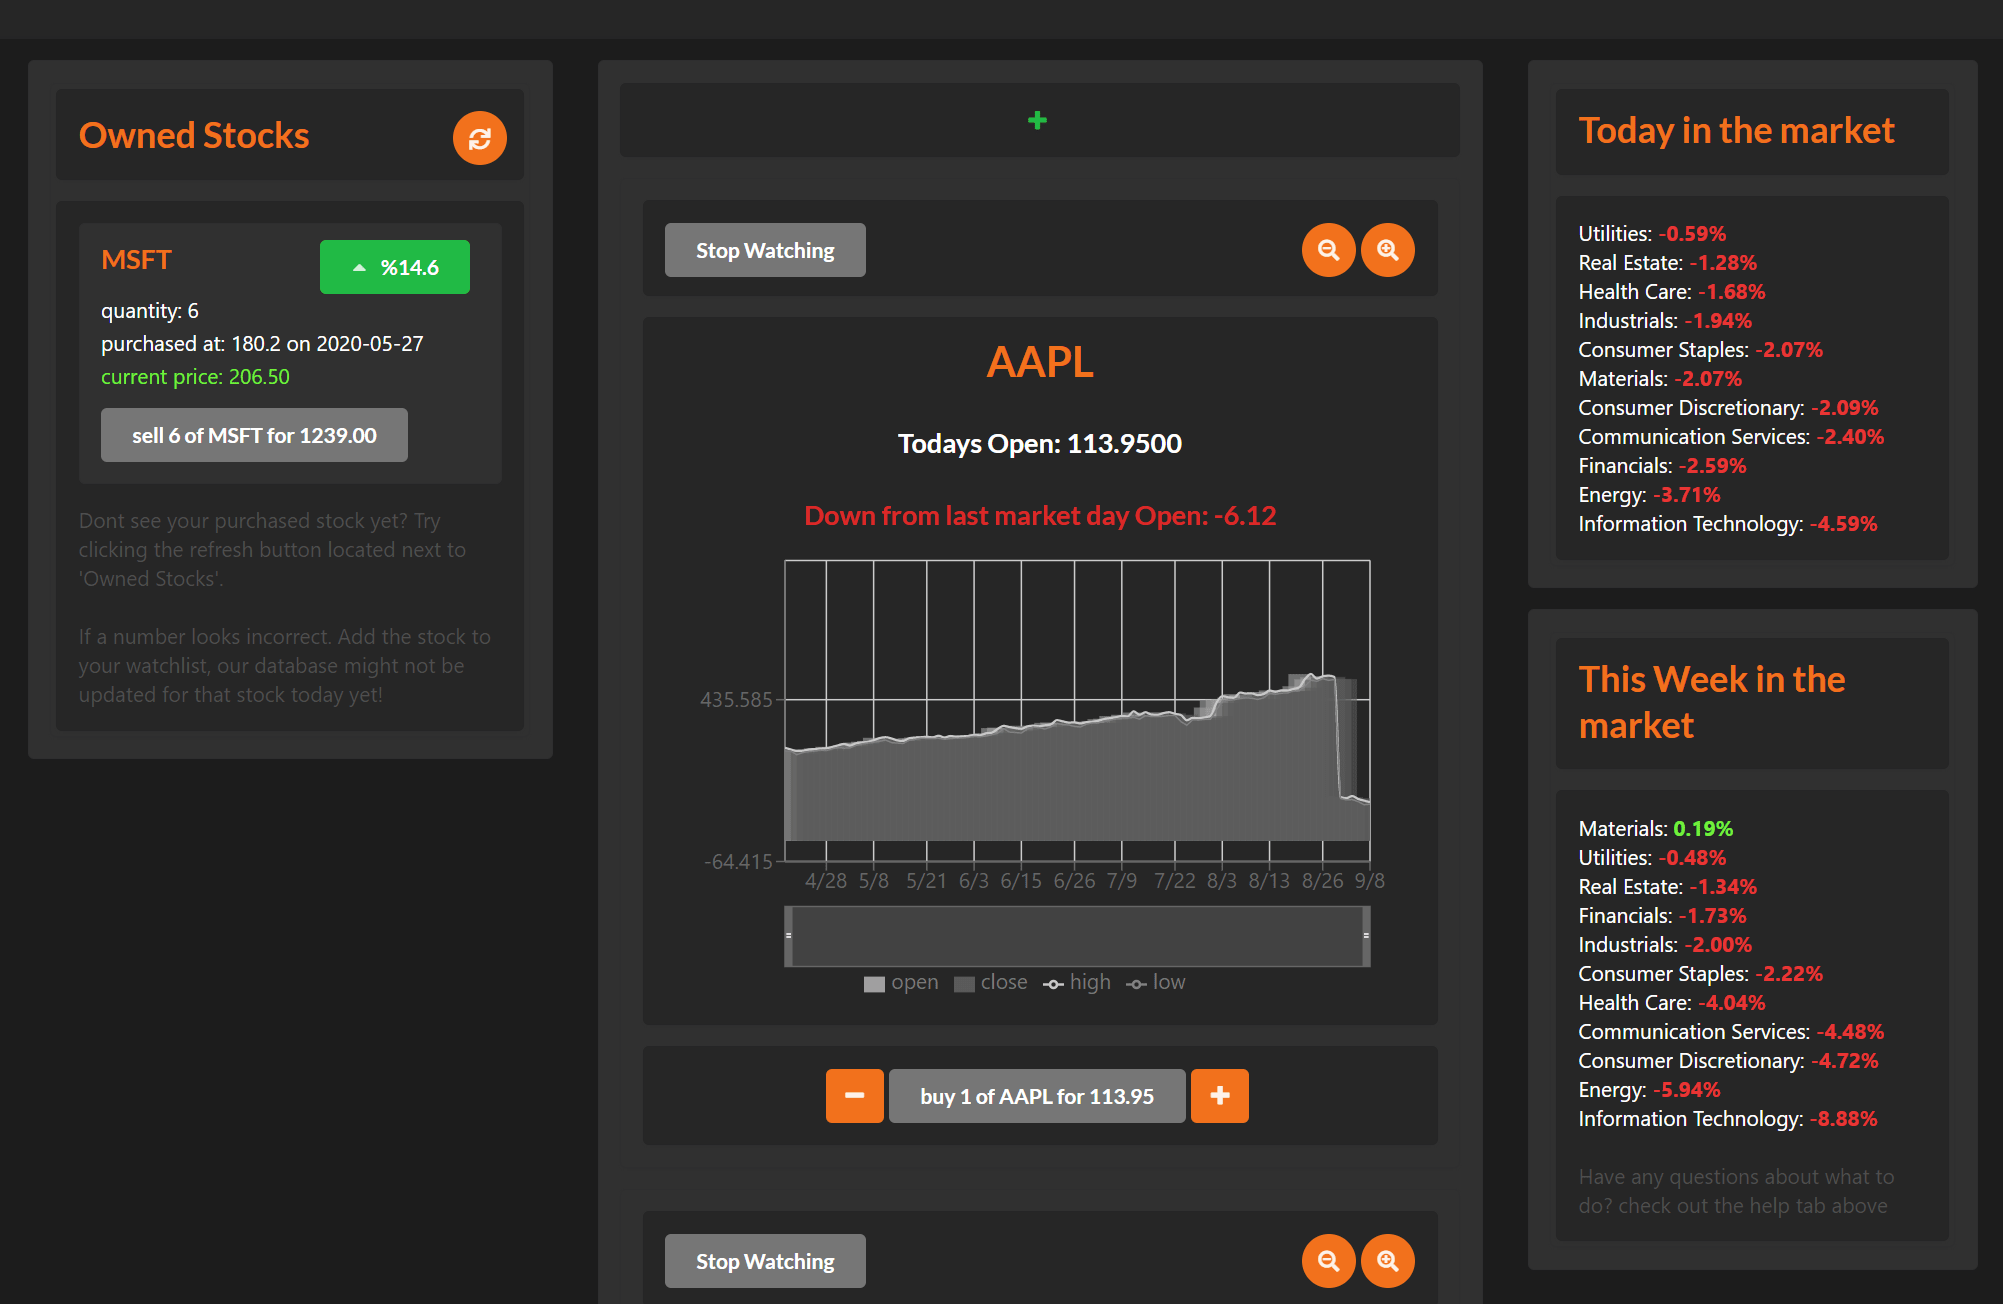 Owned Stocks
MSFT
%14.6
quantity: 6
purchased at: 180.2 on 2020-05-27
current price: 206.50
sell 6 of MSFT for 1239.00
Dont see your purchased stock yet? Try
clicking the refresh button located next to
'Owned Stocks'.
If a number looks incorrect. Add the stock to
your watchlist, our database might not be
updated for that stock today yet!
Stop Watching
AAPL
Todays Open: 113.9500
Down from last market day Open: -6.12
435.585
-64.415
4/28 5/8 5/21 6/3 6/15 6/26 7/9 7/22 8/3 8/13 8/26 9/8
open close high low
buy 1 of AAPL for 113.95
Stop Watching
Today in the market
Utilities: -0.59%
Real Estate: -1.28%
Health Care: -1.68%
Industrials: -1.94%
Consumer Staples: -2.07%
Materials: -2.07%
Consumer Discretionary: -2.09%
Communication Services: -2.40%
Financials: -2.59%
Energy: -3.71%
Information Technology: -4.59%
This Week in the
market
Materials: 0.19%
Utilities: -0.48%
Real Estate: -1.34%
Financials: -1.73%
Industrials: -2.00%
Consumer Staples: -2.22%
Health Care: -4.04%
Communication Services: -4.48%
Consumer Discretionary: -4.72%
Energy: -5.94%
Information Technology: -8.88%
Have any questions about what to
do? check out the help tab above